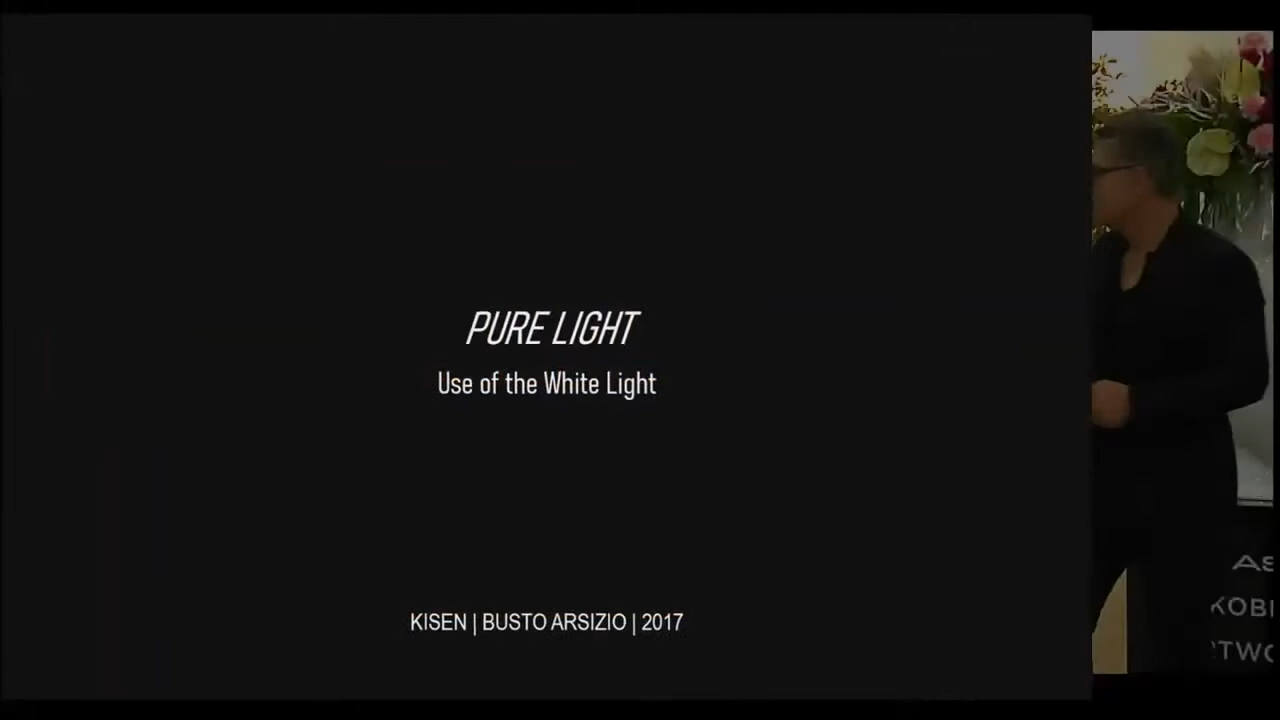 PURE LIGHT
Use of the White Light
KISEN | BUSTO ARSIZIO | 2017